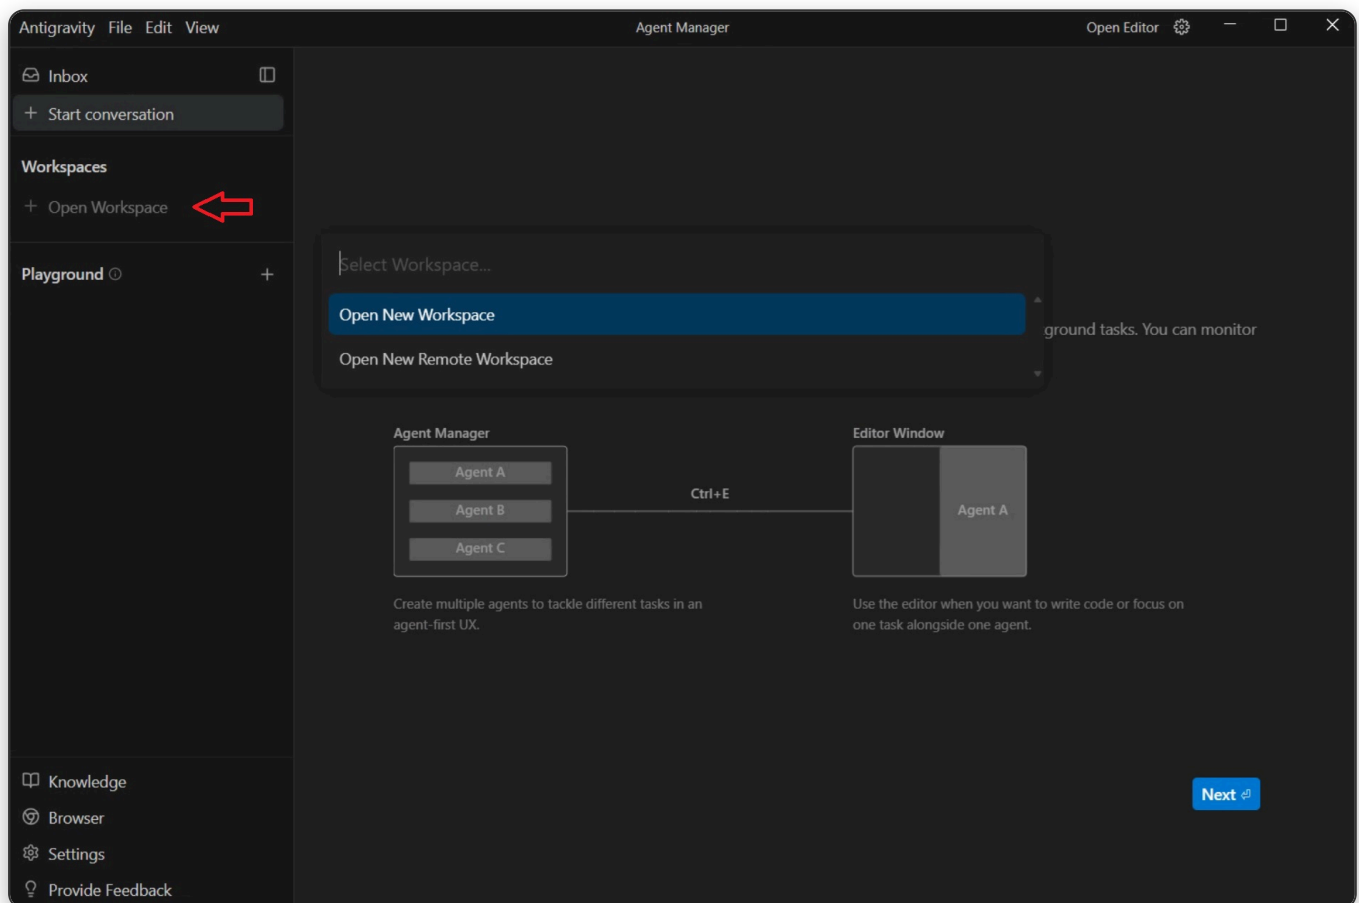 Antigravity File Edit View
Agent Manager
Open Editor
Inbox
+ Start conversation
Workspaces
+ Open Workspace
Playground
Select Workspace...
Open New Workspace
Open New Remote Workspace
ground tasks. You can monitor
Agent Manager
Agent A
Agent B
Agent C
Ctrl+E
Editor Window
Agent A
Create multiple agents to tackle different tasks in an
agent-first UX.
Use the editor when you want to write code or focus on
one task alongside one agent.
Knowledge
Browser
Settings
Provide Feedback
Next